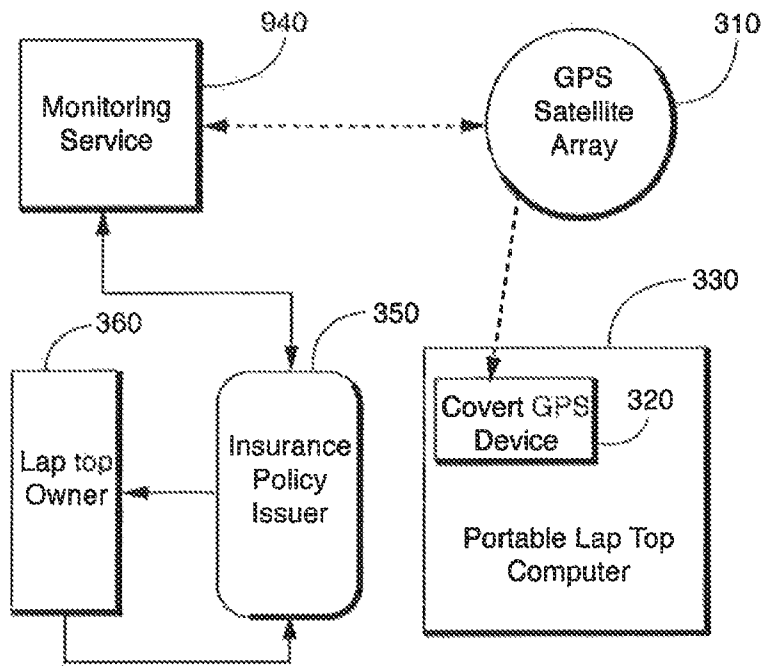 940
310
Monitoring
Service
GPS
Satellite
Array
330
360
350
Covert GPS
Device
320
Lap top
Owner
Insurance
Policy
Issuer
Portable Lap Top
Computer